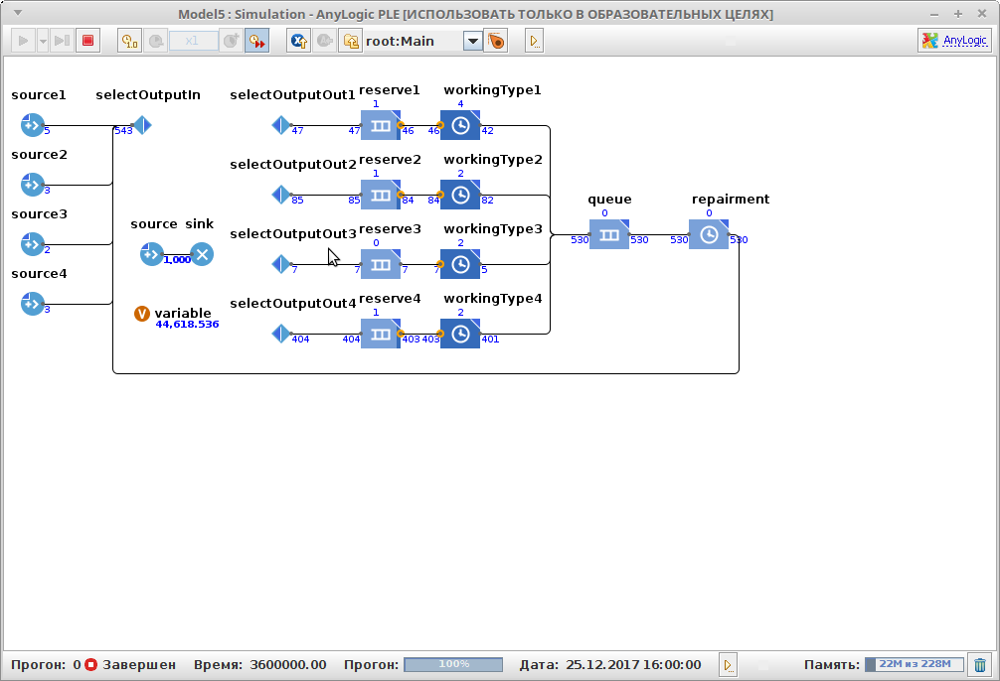 Model5 : Simulation - AnyLogic PLE [ИСПОЛЬЗОВАТЬ ТОЛЬКО В ОБРАЗОВАТЕЛЬНЫХ ЦЕЛЯХ]
x1 root:Main AnyLogic
source1 selectOutputIn selectOutputOut1 reserve1 workingType1
1 4
5 543 47 47 46 46 42
source2 selectOutputOut2 reserve2 workingType2
1 2
3 85 85 84 84 82
queue repairment
0 0
530 530 530 530
source3 source sink selectOutputOut3 reserve3 workingType3
0 2
2 1,000 7 7 7 7 5
source4 selectOutputOut4 reserve4 workingType4
1 2
3 404 404 403 403 401
V variable
44,618.536
Прогон: 0 Завершен Время: 3600000.00 Прогон: 100% Дата: 25.12.2017 16:00:00 Память: 22M из 228M